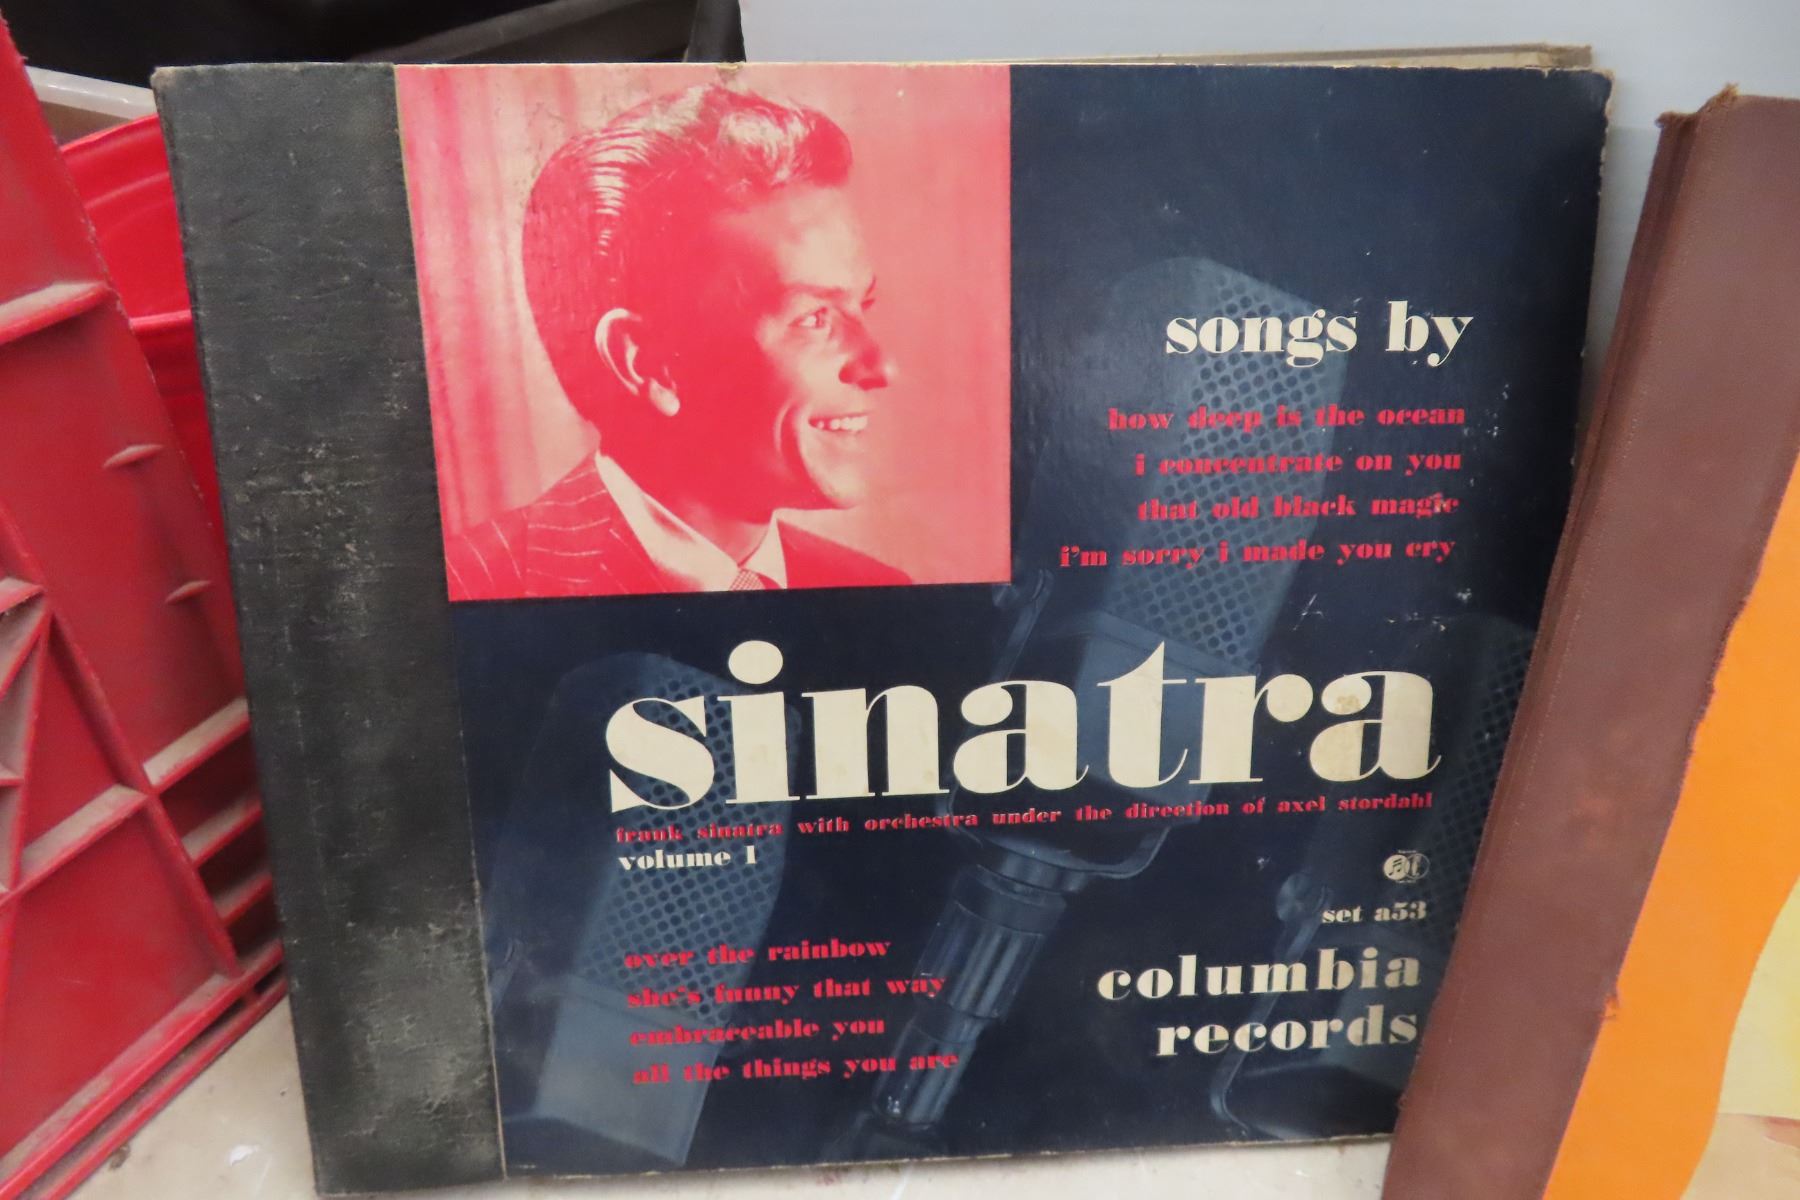 songs by
how deep is the ocean
i concentrate on you
that old black magic
i'm sorry i made you cry
sinatra
frank sinatra with orchestra under the direction of axel stordahl
volume 1
set a53
over the rainbow
she's funny that way
embraceable you
all the things you are
columbia
records